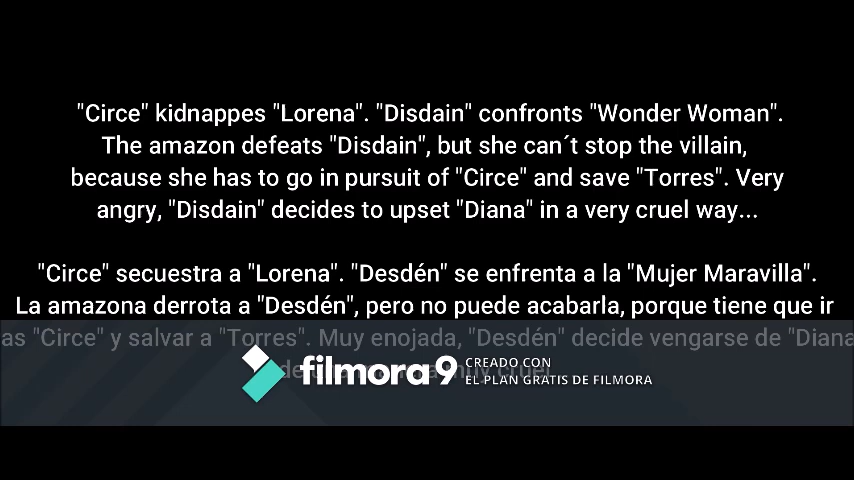 "Circe" kidnappes "Lorena". "Disdain" confronts "Wonder Woman".
The amazon defeats "Disdain", but she can´t stop the villain,
because she has to go in pursuit of "Circe" and save "Torres". Very
angry, "Disdain" decides to upset "Diana" in a very cruel way...
"Circe" secuestra a "Lorena". "Desdén" se enfrenta a la "Mujer Maravilla".
La amazona derrota a "Desdén", pero no puede acabarla, porque tiene que ir
as "Circe" y salvar a "Torres". Muy enojada, "Desdén" decide vengarse de "Diana
filmora9
CREADO CON
EL PLAN GRATIS DE FILMORA